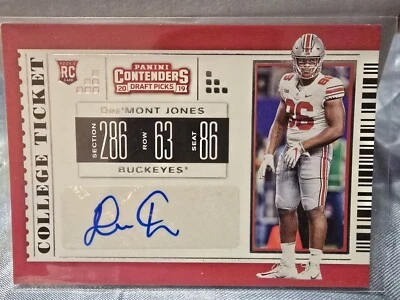 RC
PANINI
CONTENDERS
20 DRAFT PICKS 19
DRE'MONT JONES
SECTION 286 ROW 63 SEAT 86
BUCKEYES®
COLLEGE TICKET
86